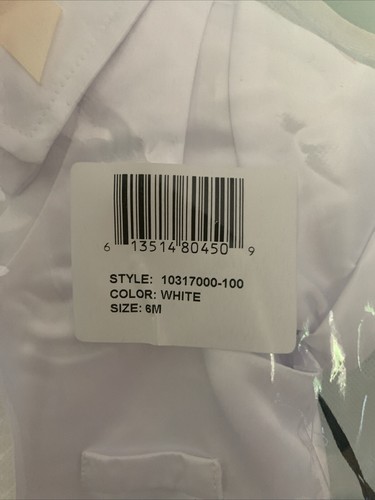 6 13514 80450 9
STYLE: 10317000-100
COLOR: WHITE
SIZE: 6M